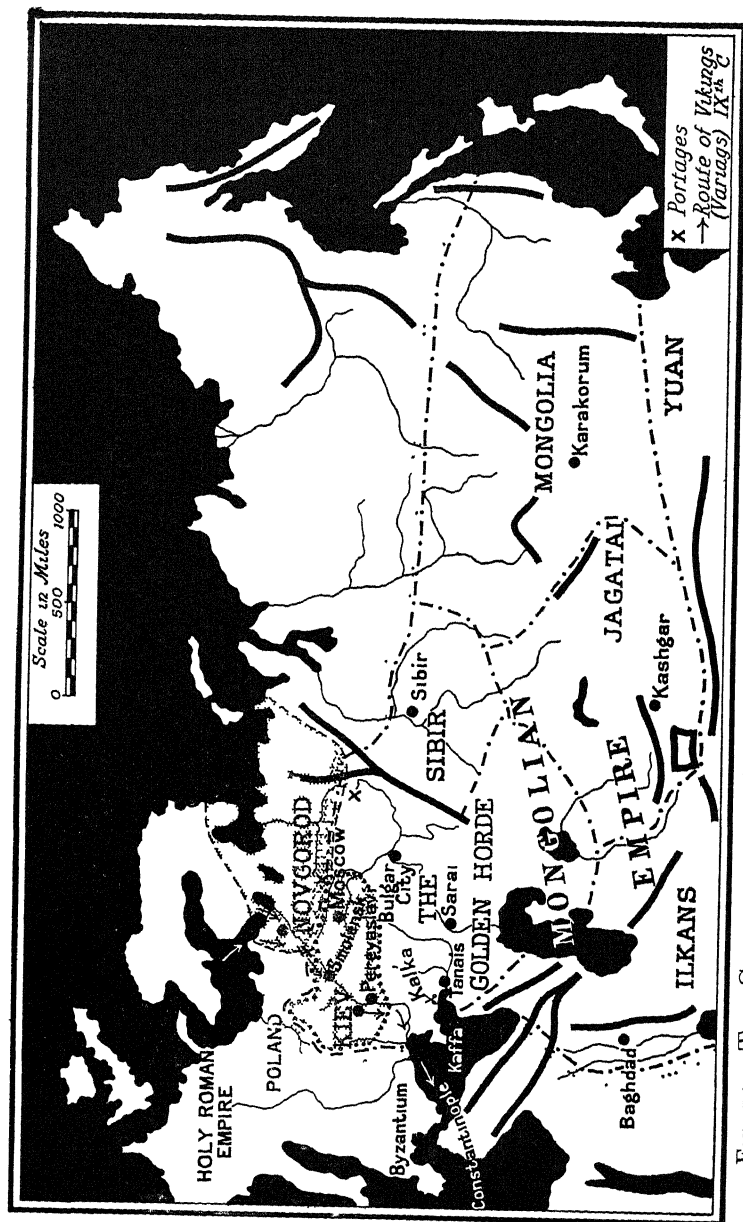 Scale in Miles
0 500 1000
HOLY ROMAN
EMPIRE
POLAND
NOVGOROD
Moscow
Smolensk
KIEV
Pereyaslavl
Bulgar
City
Sibir
SIBIR
THE
GOLDEN HORDE
Sarai
Kalka
Tanais
Kaffa
Byzantium
Constantinople
MONGOLIAN
EMPIRE
MONGOLIA
Karakorum
JAGATAI
Kashgar
YUAN
ILKANS
Baghdad
x Portages
→Route of Vikings
(Variags) IXth C